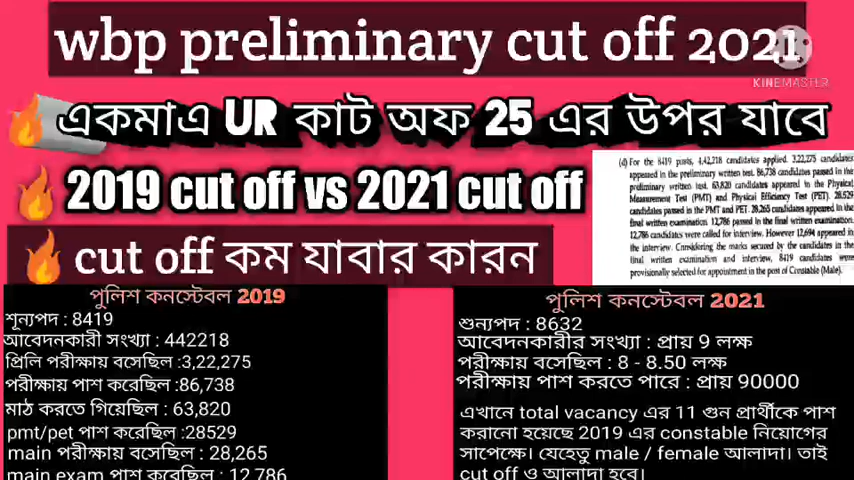 wbp preliminary cut off 2021
KINEMASTER
🔥 একমাএ UR কাট অফ 25 এর উপর যাবে
🔥 2019 cut off vs 2021 cut off
🔥 cut off কম যাবার কারন
(d) For the 8419 posts, 4,42,218 candidates applied. 3,22,275 candidates
appeared in the preliminary written test. 86,738 candidates passed in the
preliminary written test. 63,820 candidates appeared in the Physical
Measurement Test (PMT) and Physical Efficiency Test (PET). 28,529
candidates passed in the PMT and PET. 28,265 candidates appeared in the
final written examination. 12,786 passed in the final written examination.
12,786 candidates were called for interview. However 12,694 appeared in
the interview. Considering the marks secured by the candidates in the
final written examination and interview, 8419 candidates were
provisionally selected for appointment in the post of Constable (Male).
পুলিশ কনস্টেবল 2019
শূন্যপদ : 8419
আবেদনকারী সংখ্যা : 442218
প্রিলি পরীক্ষায় বসেছিল :3,22,275
পরীক্ষায় পাশ করেছিল :86,738
মাঠ করতে গিয়েছিল : 63,820
pmt/pet পাশ করেছিল :28529
main পরীক্ষায় বসেছিল : 28,265
main exam পাশ করেছিল : 12,786
পুলিশ কনস্টেবল 2021
শুন্যপদ : 8632
আবেদনকারীর সংখ্যা : প্রায় 9 লক্ষ
পরীক্ষায় বসেছিল : 8 - 8.50 লক্ষ
পরীক্ষায় পাশ করতে পারে : প্রায় 90000
এখানে total vacancy এর 11 গুন প্রার্থীকে পাশ
করানো হয়েছে 2019 এর constable নিয়োগের
সাপেক্ষে। যেহেতু male / female আলাদা। তাই
cut off ও আলাদা হবে।